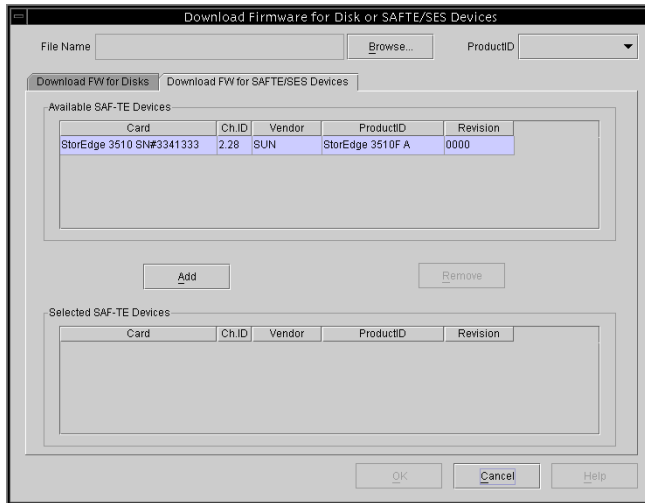 Download Firmware for Disk or SAFTE/SES Devices
File Name Browse... ProductID
Download FW for Disks Download FW for SAFTE/SES Devices
Available SAF-TE Devices
Card Ch.ID Vendor ProductID Revision
StorEdge 3510 SN#3341333 2.28 SUN StorEdge 3510F A 0000
Add Remove
Selected SAF-TE Devices
Card Ch.ID Vendor ProductID Revision
OK Cancel Help